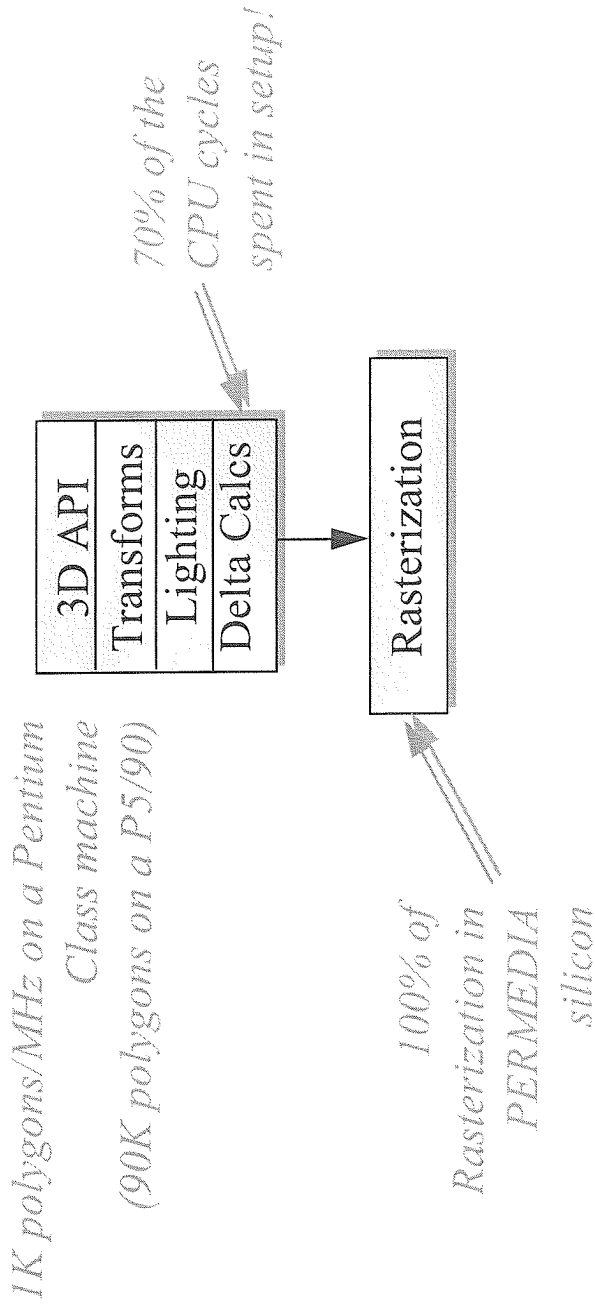 1K polygons/MHz on a Pentium
Class machine
(90K polygons on a P5/90)
3D API
Transforms
Lighting
Delta Calcs
70% of the
CPU cycles
spent in setup!
100% of
Rasterization in
PERMEDIA
silicon
Rasterization